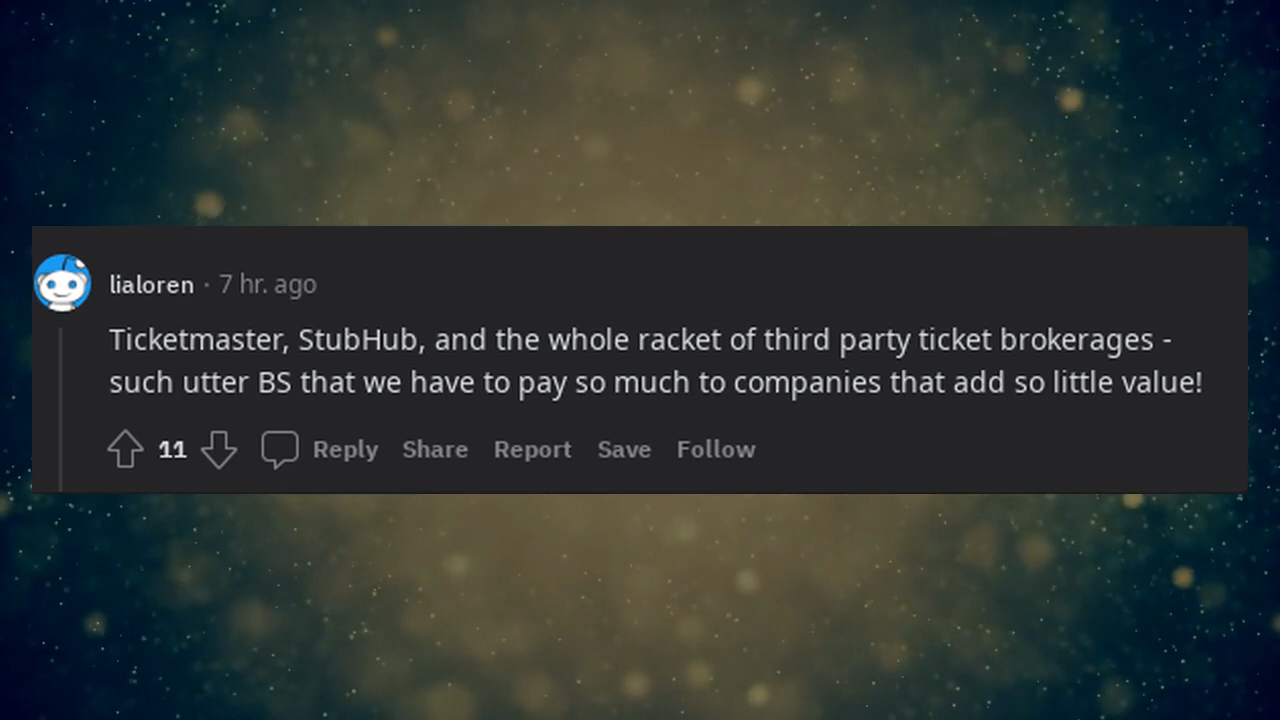 lialoren · 7 hr. ago
Ticketmaster, StubHub, and the whole racket of third party ticket brokerages -
such utter BS that we have to pay so much to companies that add so little value!
11 Reply Share Report Save Follow